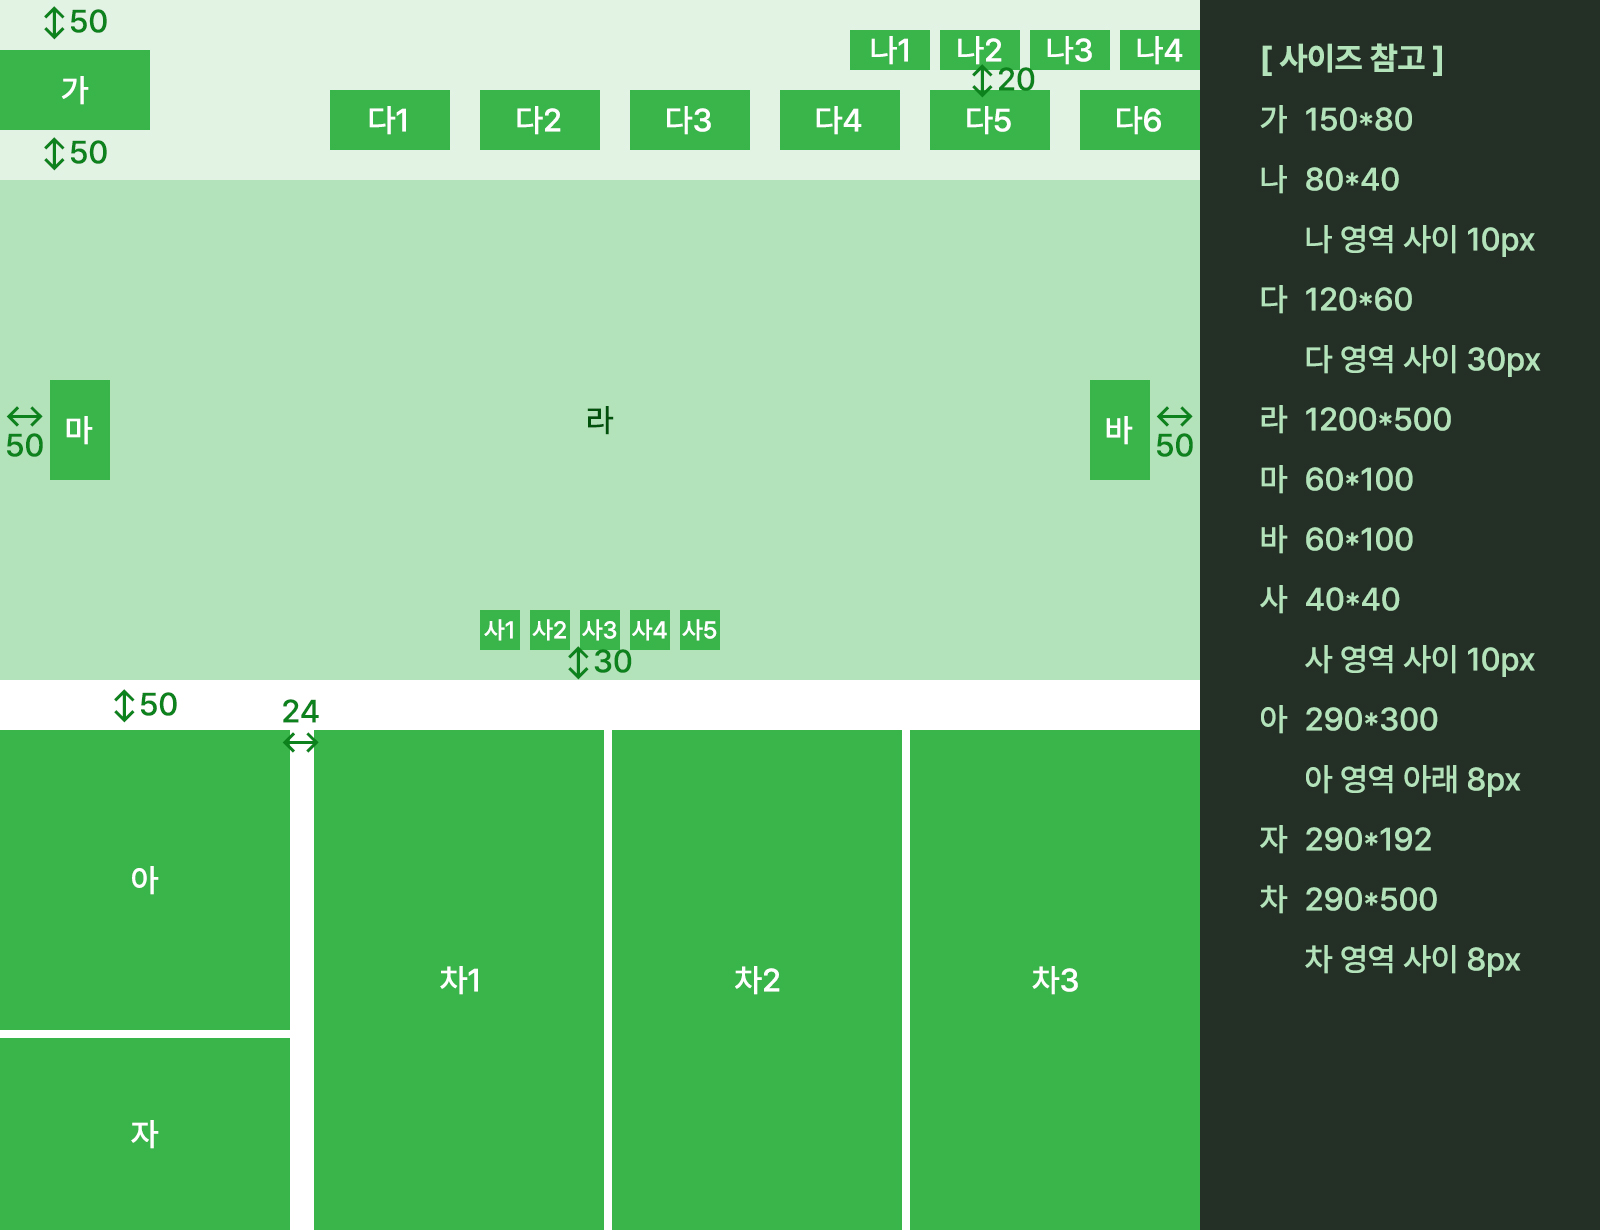 50
가
50
나1 나2 나3 나4
20
다1 다2 다3 다4 다5 다6
라
마
50
바
50
사1 사2 사3 사4 사5
30
50
24
아
자
차1 차2 차3
[ 사이즈 참고 ]
가 150*80
나 80*40
나 영역 사이 10px
다 120*60
다 영역 사이 30px
라 1200*500
마 60*100
바 60*100
사 40*40
사 영역 사이 10px
아 290*300
아 영역 아래 8px
자 290*192
차 290*500
차 영역 사이 8px